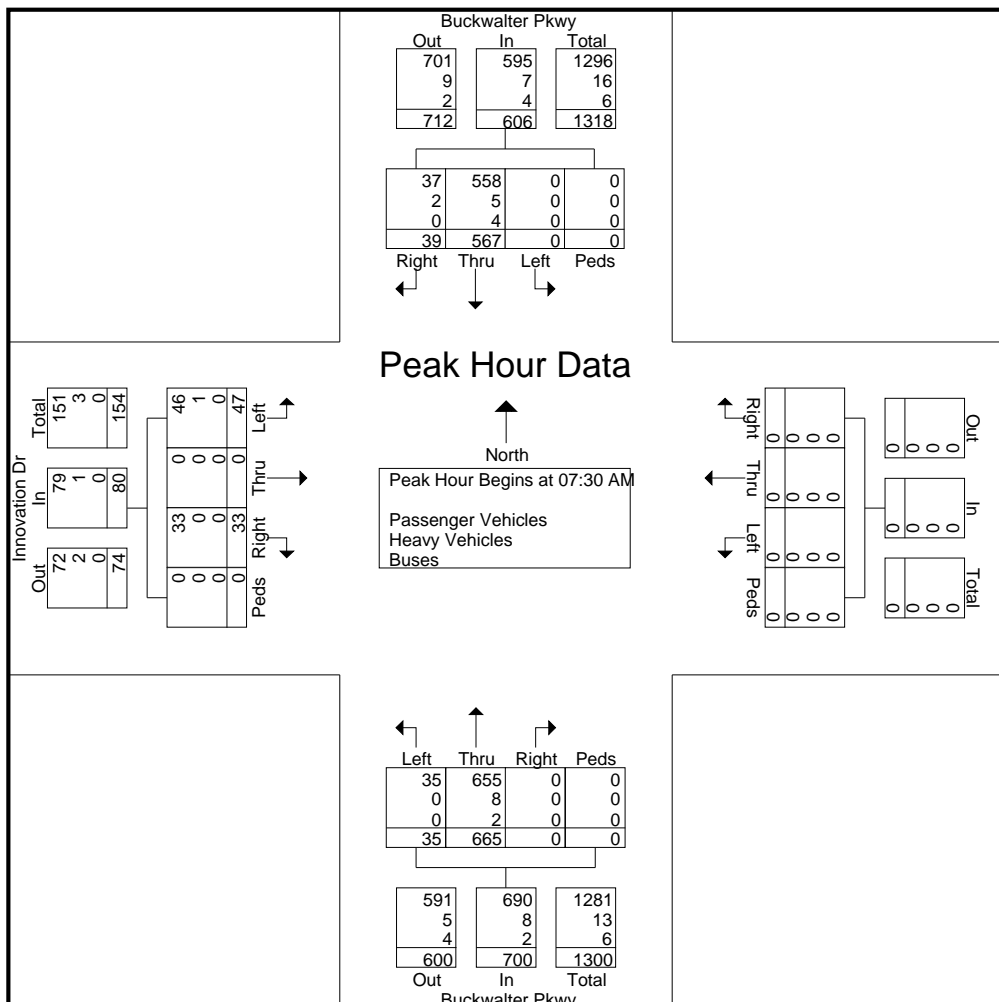 Buckwalter Pkwy
Out In Total
701 595 1296
9 7 16
2 4 6
712 606 1318
37 558 0 0
2 5 0 0
0 4 0 0
39 567 0 0
Right Thru Left Peds
Peak Hour Data
North
Peak Hour Begins at 07:30 AM
Passenger Vehicles
Heavy Vehicles
Buses
Innovation Dr
Out In Total
72 79 151
2 1 3
0 0 0
74 80 154
0 33 0 46
0 0 0 1
0 0 0 0
0 33 0 47
Peds Right Thru Left
Out In Total
0 0 0
0 0 0
0 0 0
0 0 0
Right Thru Left Peds
0 0 0 0
0 0 0 0
0 0 0 0
0 0 0 0
Left Thru Right Peds
35 655 0 0
0 8 0 0
0 2 0 0
35 665 0 0
591 690 1281
5 8 13
4 2 6
600 700 1300
Out In Total
Buckwalter Pkwy